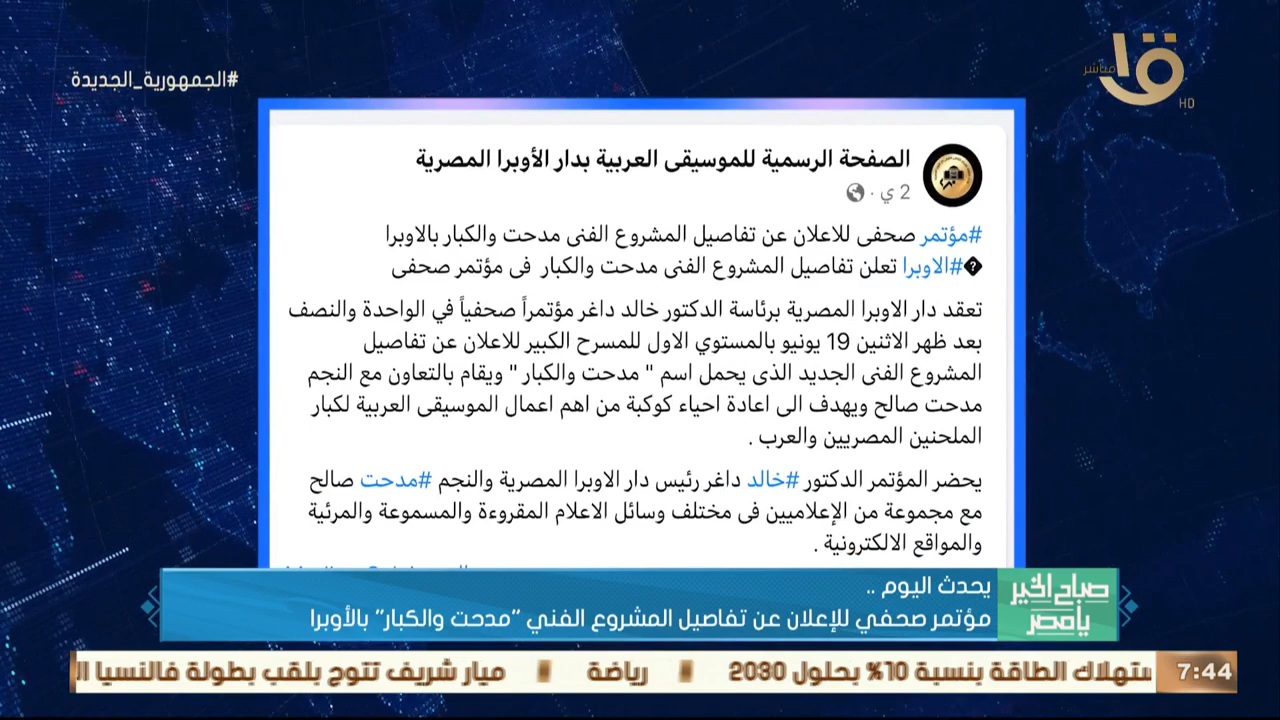 #الجمهورية_الجديدة
مباشر
HD
الصفحة الرسمية للموسيقى العربية بدار الأوبرا المصرية
2 ي ·
#مؤتمر صحفى للاعلان عن تفاصيل المشروع الفنى مدحت والكبار بالاوبرا
#الاوبرا تعلن تفاصيل المشروع الفنى مدحت والكبار فى مؤتمر صحفى
تعقد دار الاوبرا المصرية برئاسة الدكتور خالد داغر مؤتمراً صحفياً في الواحدة والنصف
بعد ظهر الاثنين 19 يونيو بالمستوي الاول للمسرح الكبير للاعلان عن تفاصيل
المشروع الفنى الجديد الذى يحمل اسم " مدحت والكبار " ويقام بالتعاون مع النجم
مدحت صالح ويهدف الى اعادة احياء كوكبة من اهم اعمال الموسيقى العربية لكبار
الملحنين المصريين والعرب .
يحضر المؤتمر الدكتور #خالد داغر رئيس دار الاوبرا المصرية والنجم #مدحت صالح
مع مجموعة من الإعلاميين فى مختلف وسائل الاعلام المقروءة والمسموعة والمرئية
والمواقع الالكترونية .
صباح الخير يا مصر
يحدث اليوم ..
مؤتمر صحفي للإعلان عن تفاصيل المشروع الفني "مدحت والكبار" بالأوبرا
7:44
ستهلاك الطاقة بنسبة 10% بحلول 2030 رياضة ميار شريف تتوج بلقب بطولة فالنسيا ال